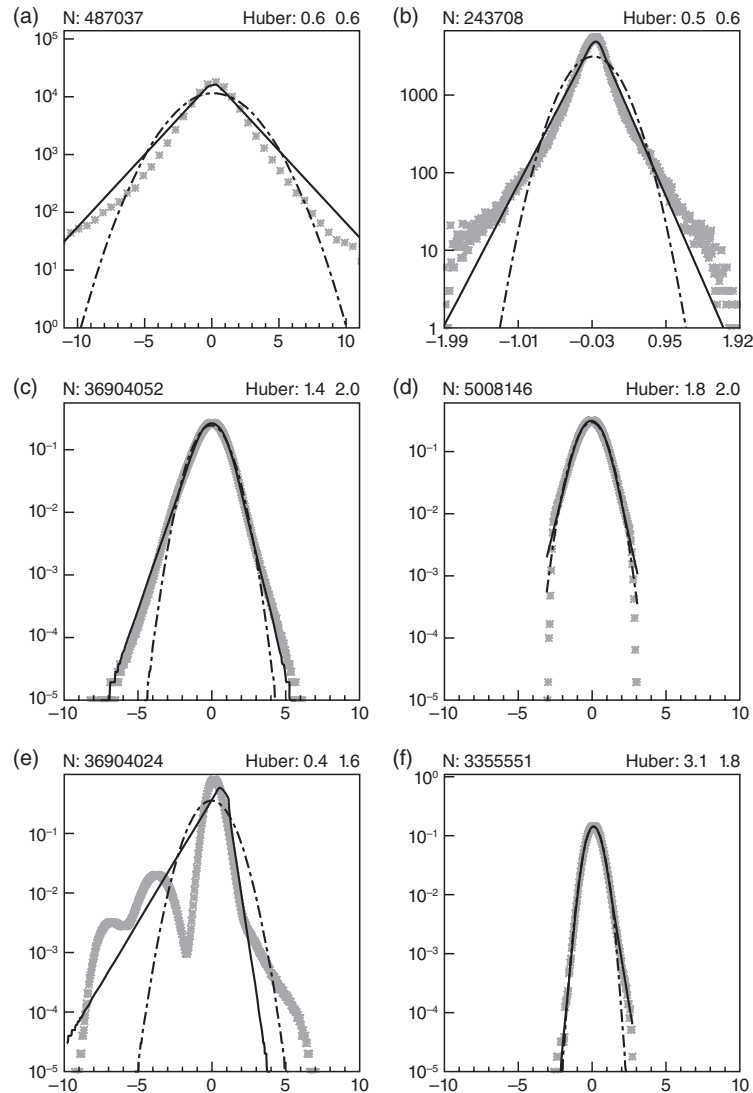 (a) N: 487037 Huber: 0.6 0.6
10⁵
10⁴
10³
10²
10¹
10⁰
−10 −5 0 5 10
(b) N: 243708 Huber: 0.5 0.6
1000
100
10
1
−1.99 −1.01 −0.03 0.95 1.92
(c) N: 36904052 Huber: 1.4 2.0
10⁻¹
10⁻²
10⁻³
10⁻⁴
10⁻⁵
−10 −5 0 5 10
(d) N: 5008146 Huber: 1.8 2.0
10⁻¹
10⁻²
10⁻³
10⁻⁴
10⁻⁵
−10 −5 0 5 10
(e) N: 36904024 Huber: 0.4 1.6
10⁻¹
10⁻²
10⁻³
10⁻⁴
10⁻⁵
−10 −5 0 5 10
(f) N: 3355551 Huber: 3.1 1.8
10⁰
10⁻¹
10⁻²
10⁻³
10⁻⁴
10⁻⁵
−10 −5 0 5 10